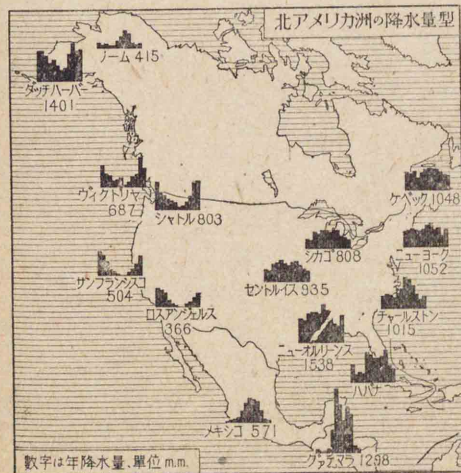 北アメリカ洲の降水量型
ノーム 415
ダッチハーバー
1401
ヴィクトリヤ
687
シャトル 803
ケベック 1048
シカゴ 808
ニューヨーク
1052
サンフランシスコ
504
セントルイス 935
ロスアンジェルス
366
チャールストン
1015
ニューオルリーンス
1538
ハバナ
メキシコ 571
グァテマラ 1298
數字は年降水量、單位 m.m.